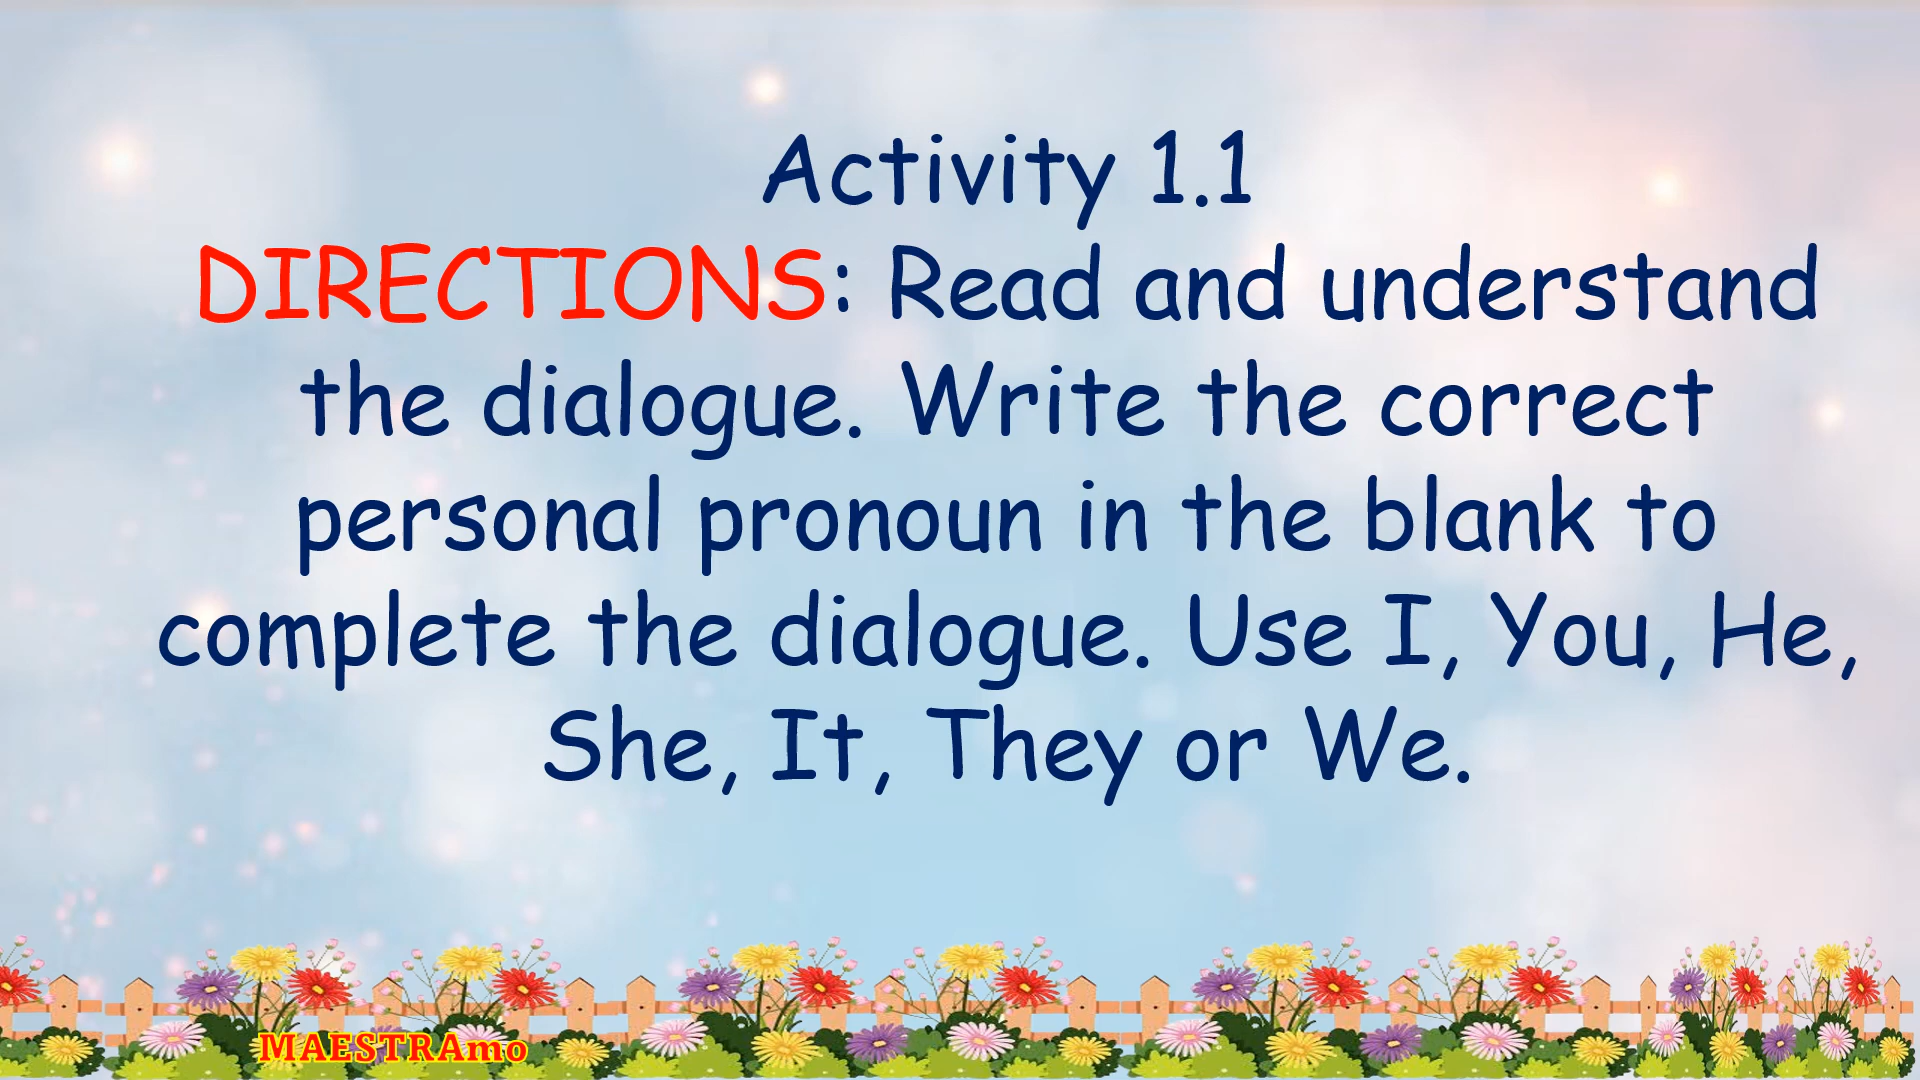 Activity 1.1
DIRECTIONS: Read and understand
the dialogue. Write the correct
personal pronoun in the blank to
complete the dialogue. Use I, You, He,
She, It, They or We.
MAESTRAmo